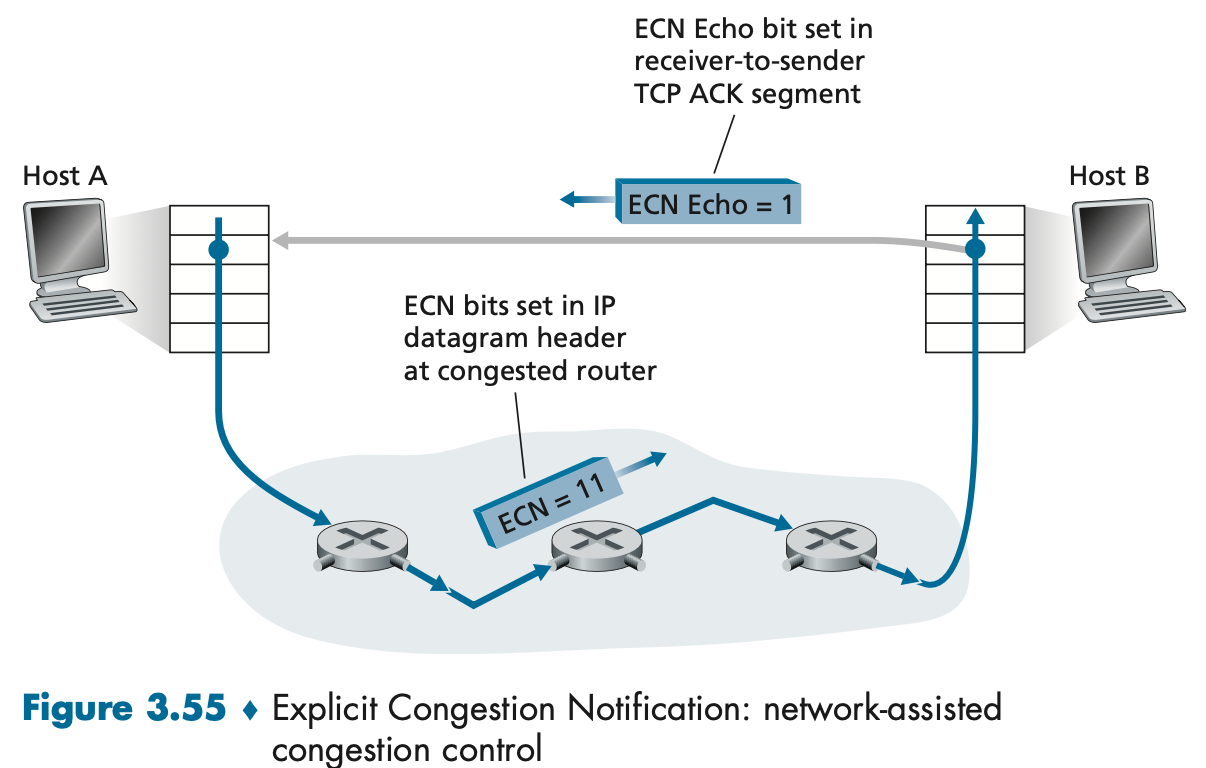 ECN Echo bit set in
receiver-to-sender
TCP ACK segment
Host A
Host B
ECN Echo = 1
ECN bits set in IP
datagram header
at congested router
ECN = 11
Figure 3.55 ♦ Explicit Congestion Notification: network-assisted
congestion control